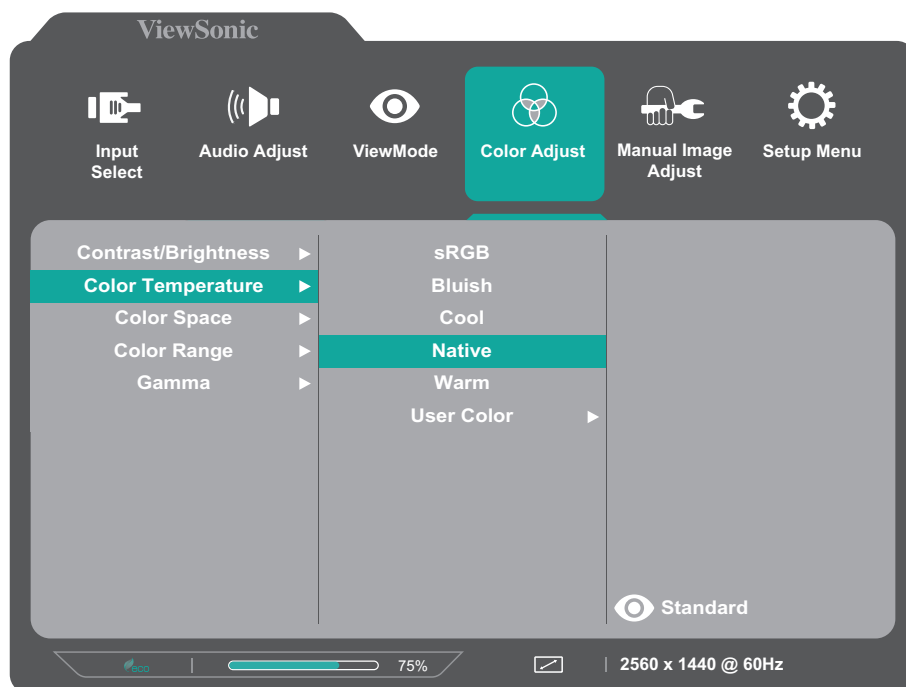 ViewSonic
Input Select
Audio Adjust
ViewMode
Color Adjust
Manual Image Adjust
Setup Menu
Contrast/Brightness
Color Temperature
Color Space
Color Range
Gamma
sRGB
Bluish
Cool
Native
Warm
User Color
Standard
eco
75%
2560 x 1440 @ 60Hz